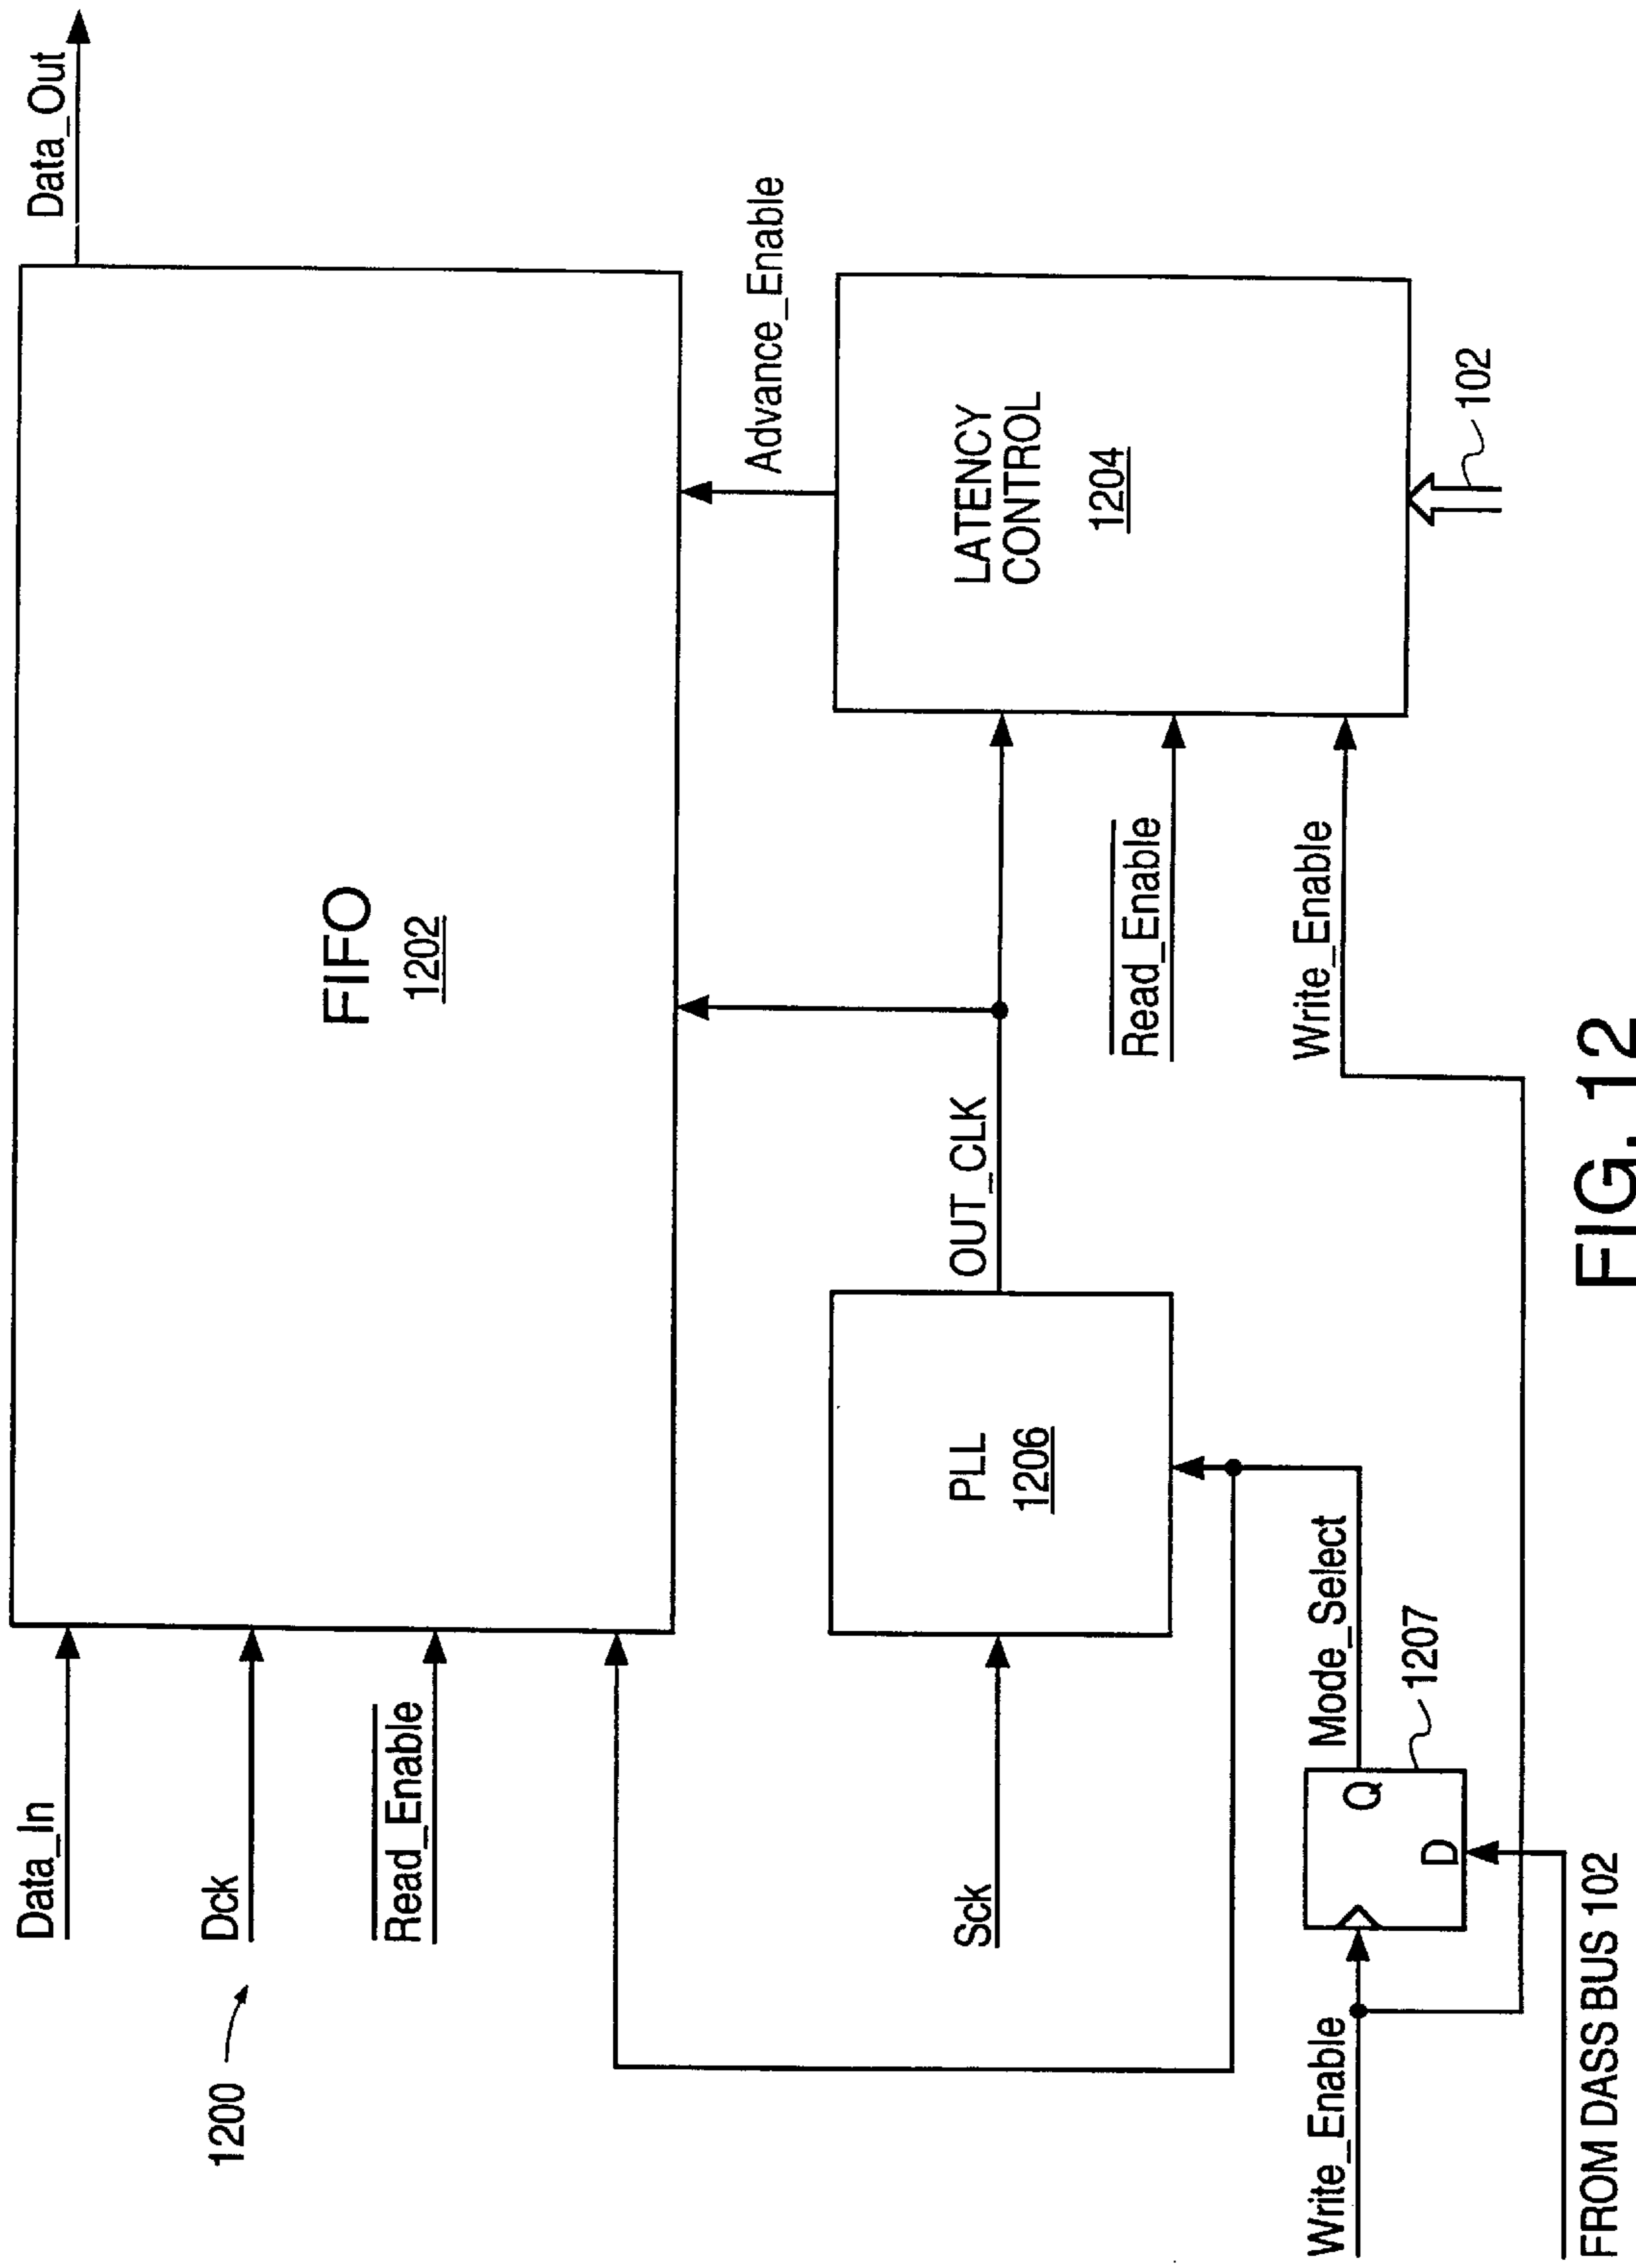 Data_In
Data_Out
1200
Dck
FIFO
1202
Read_Enable
Advance_Enable
Sck
PLL
1206
OUT_CLK
LATENCY
CONTROL
1204
Read_Enable
Write_Enable
Mode_Select
Q
D
1207
Write_Enable
102
FROM DASS BUS 102
FIG. 12